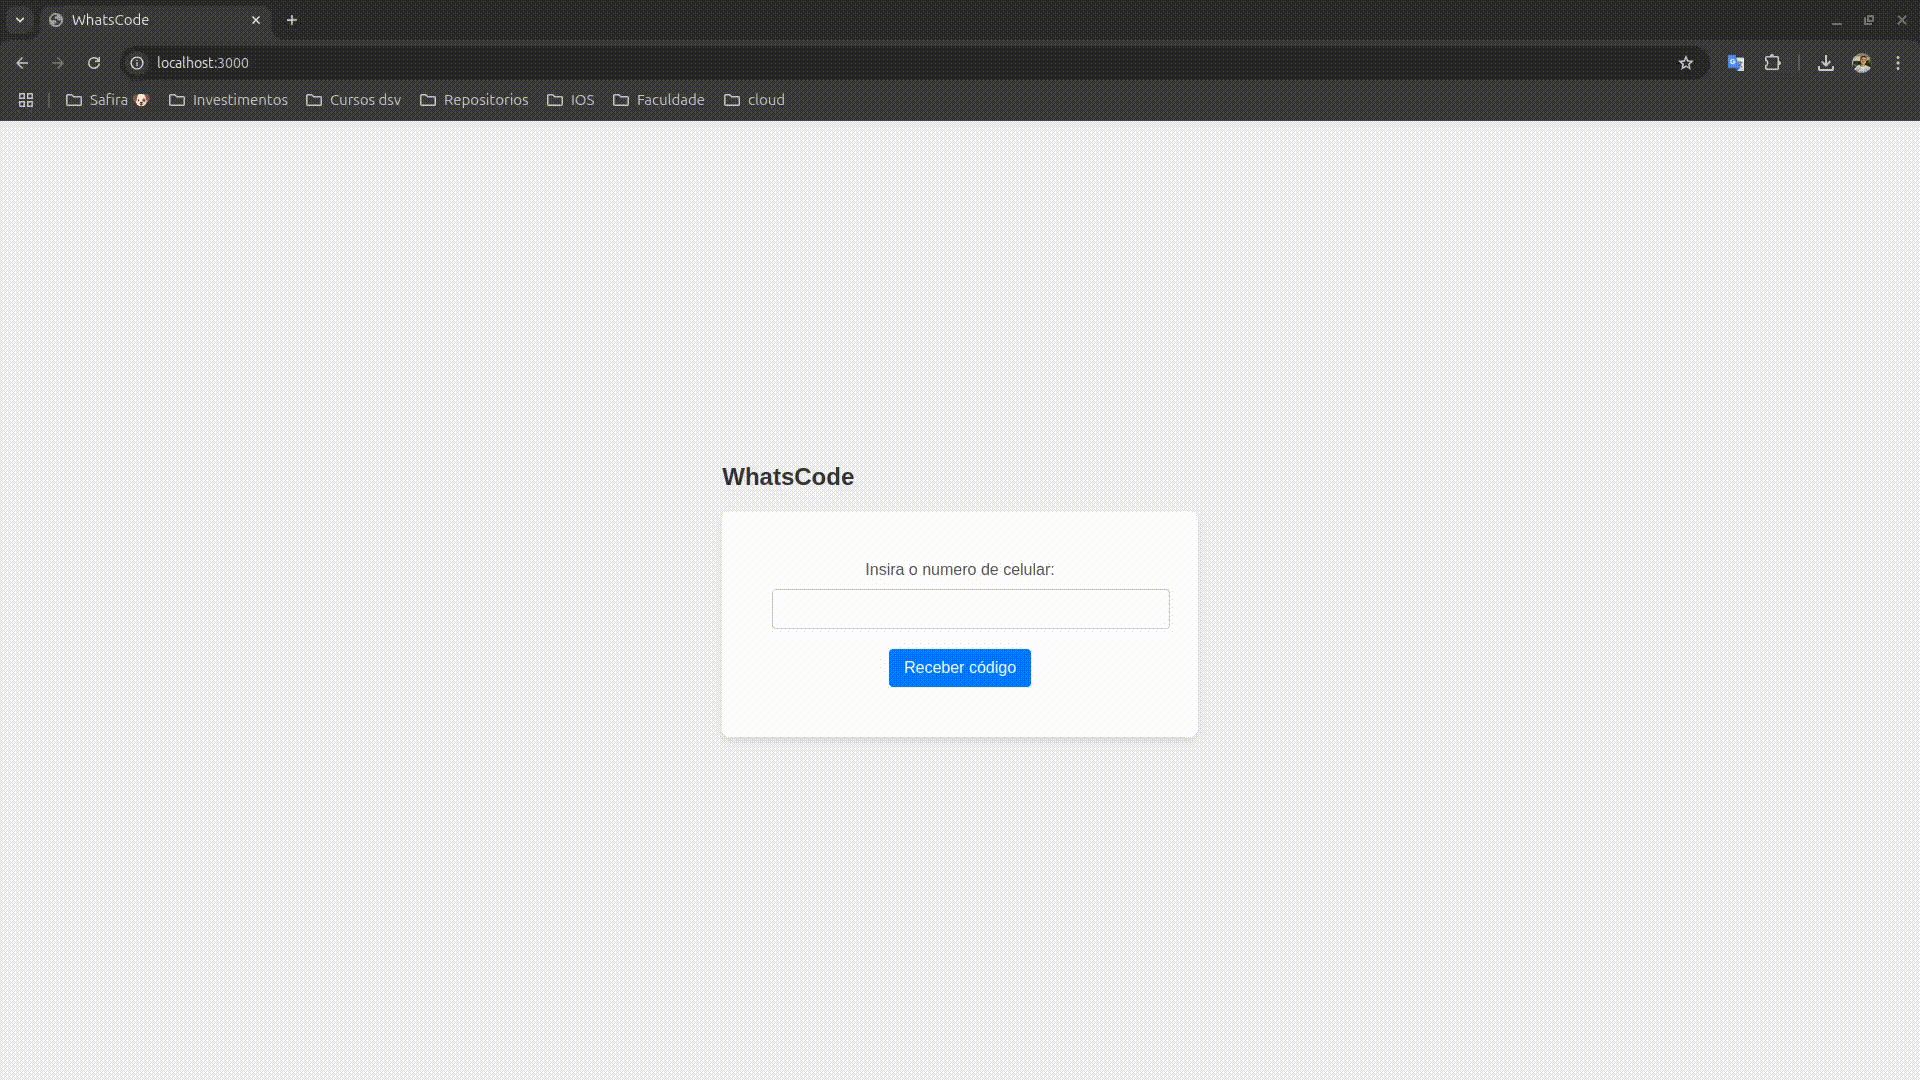 WhatsCode
localhost:3000
Safira 🐶 Investimentos Cursos dsv Repositorios IOS Faculdade cloud
WhatsCode
Insira o numero de celular:
Receber código